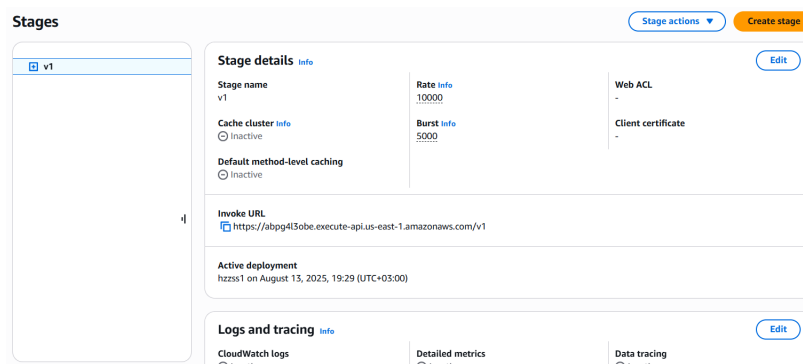 Stages
Stage actions
Create stage
v1
Stage details Info
Edit
Stage name
v1
Rate Info
10000
Web ACL
-
Cache cluster Info
Inactive
Burst Info
5000
Client certificate
-
Default method-level caching
Inactive
Invoke URL
https://abpg4l3obe.execute-api.us-east-1.amazonaws.com/v1
Active deployment
hzzss1 on August 13, 2025, 19:29 (UTC+03:00)
Logs and tracing Info
Edit
CloudWatch logs
Detailed metrics
Data tracing